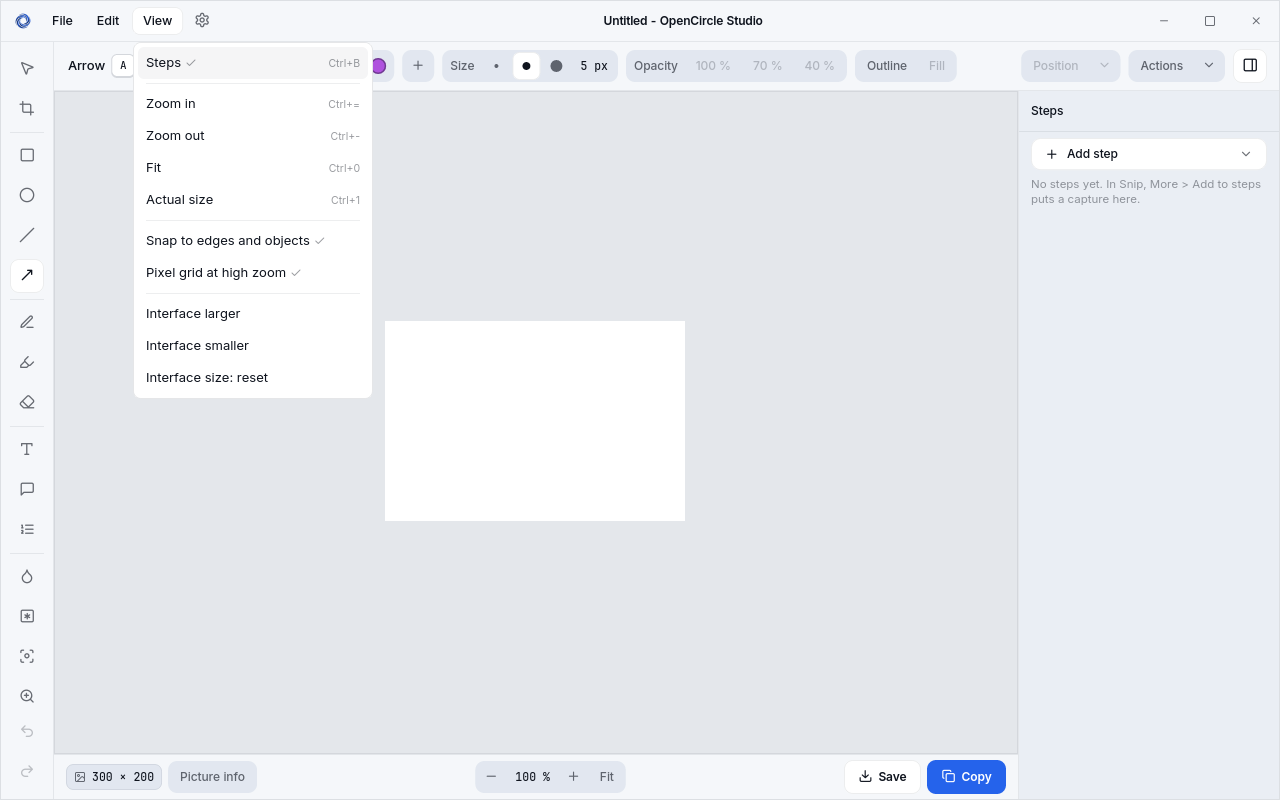 File Edit View
Untitled - OpenCircle Studio
Arrow A
Size 5 px
Opacity 100 % 70 % 40 %
Outline Fill
Position
Actions
Steps Ctrl+B
Zoom in Ctrl+=
Zoom out Ctrl+-
Fit Ctrl+0
Actual size Ctrl+1
Snap to edges and objects
Pixel grid at high zoom
Interface larger
Interface smaller
Interface size: reset
Steps
Add step
No steps yet. In Snip, More > Add to steps
puts a capture here.
300 × 200
Picture info
100 %
Fit
Save
Copy